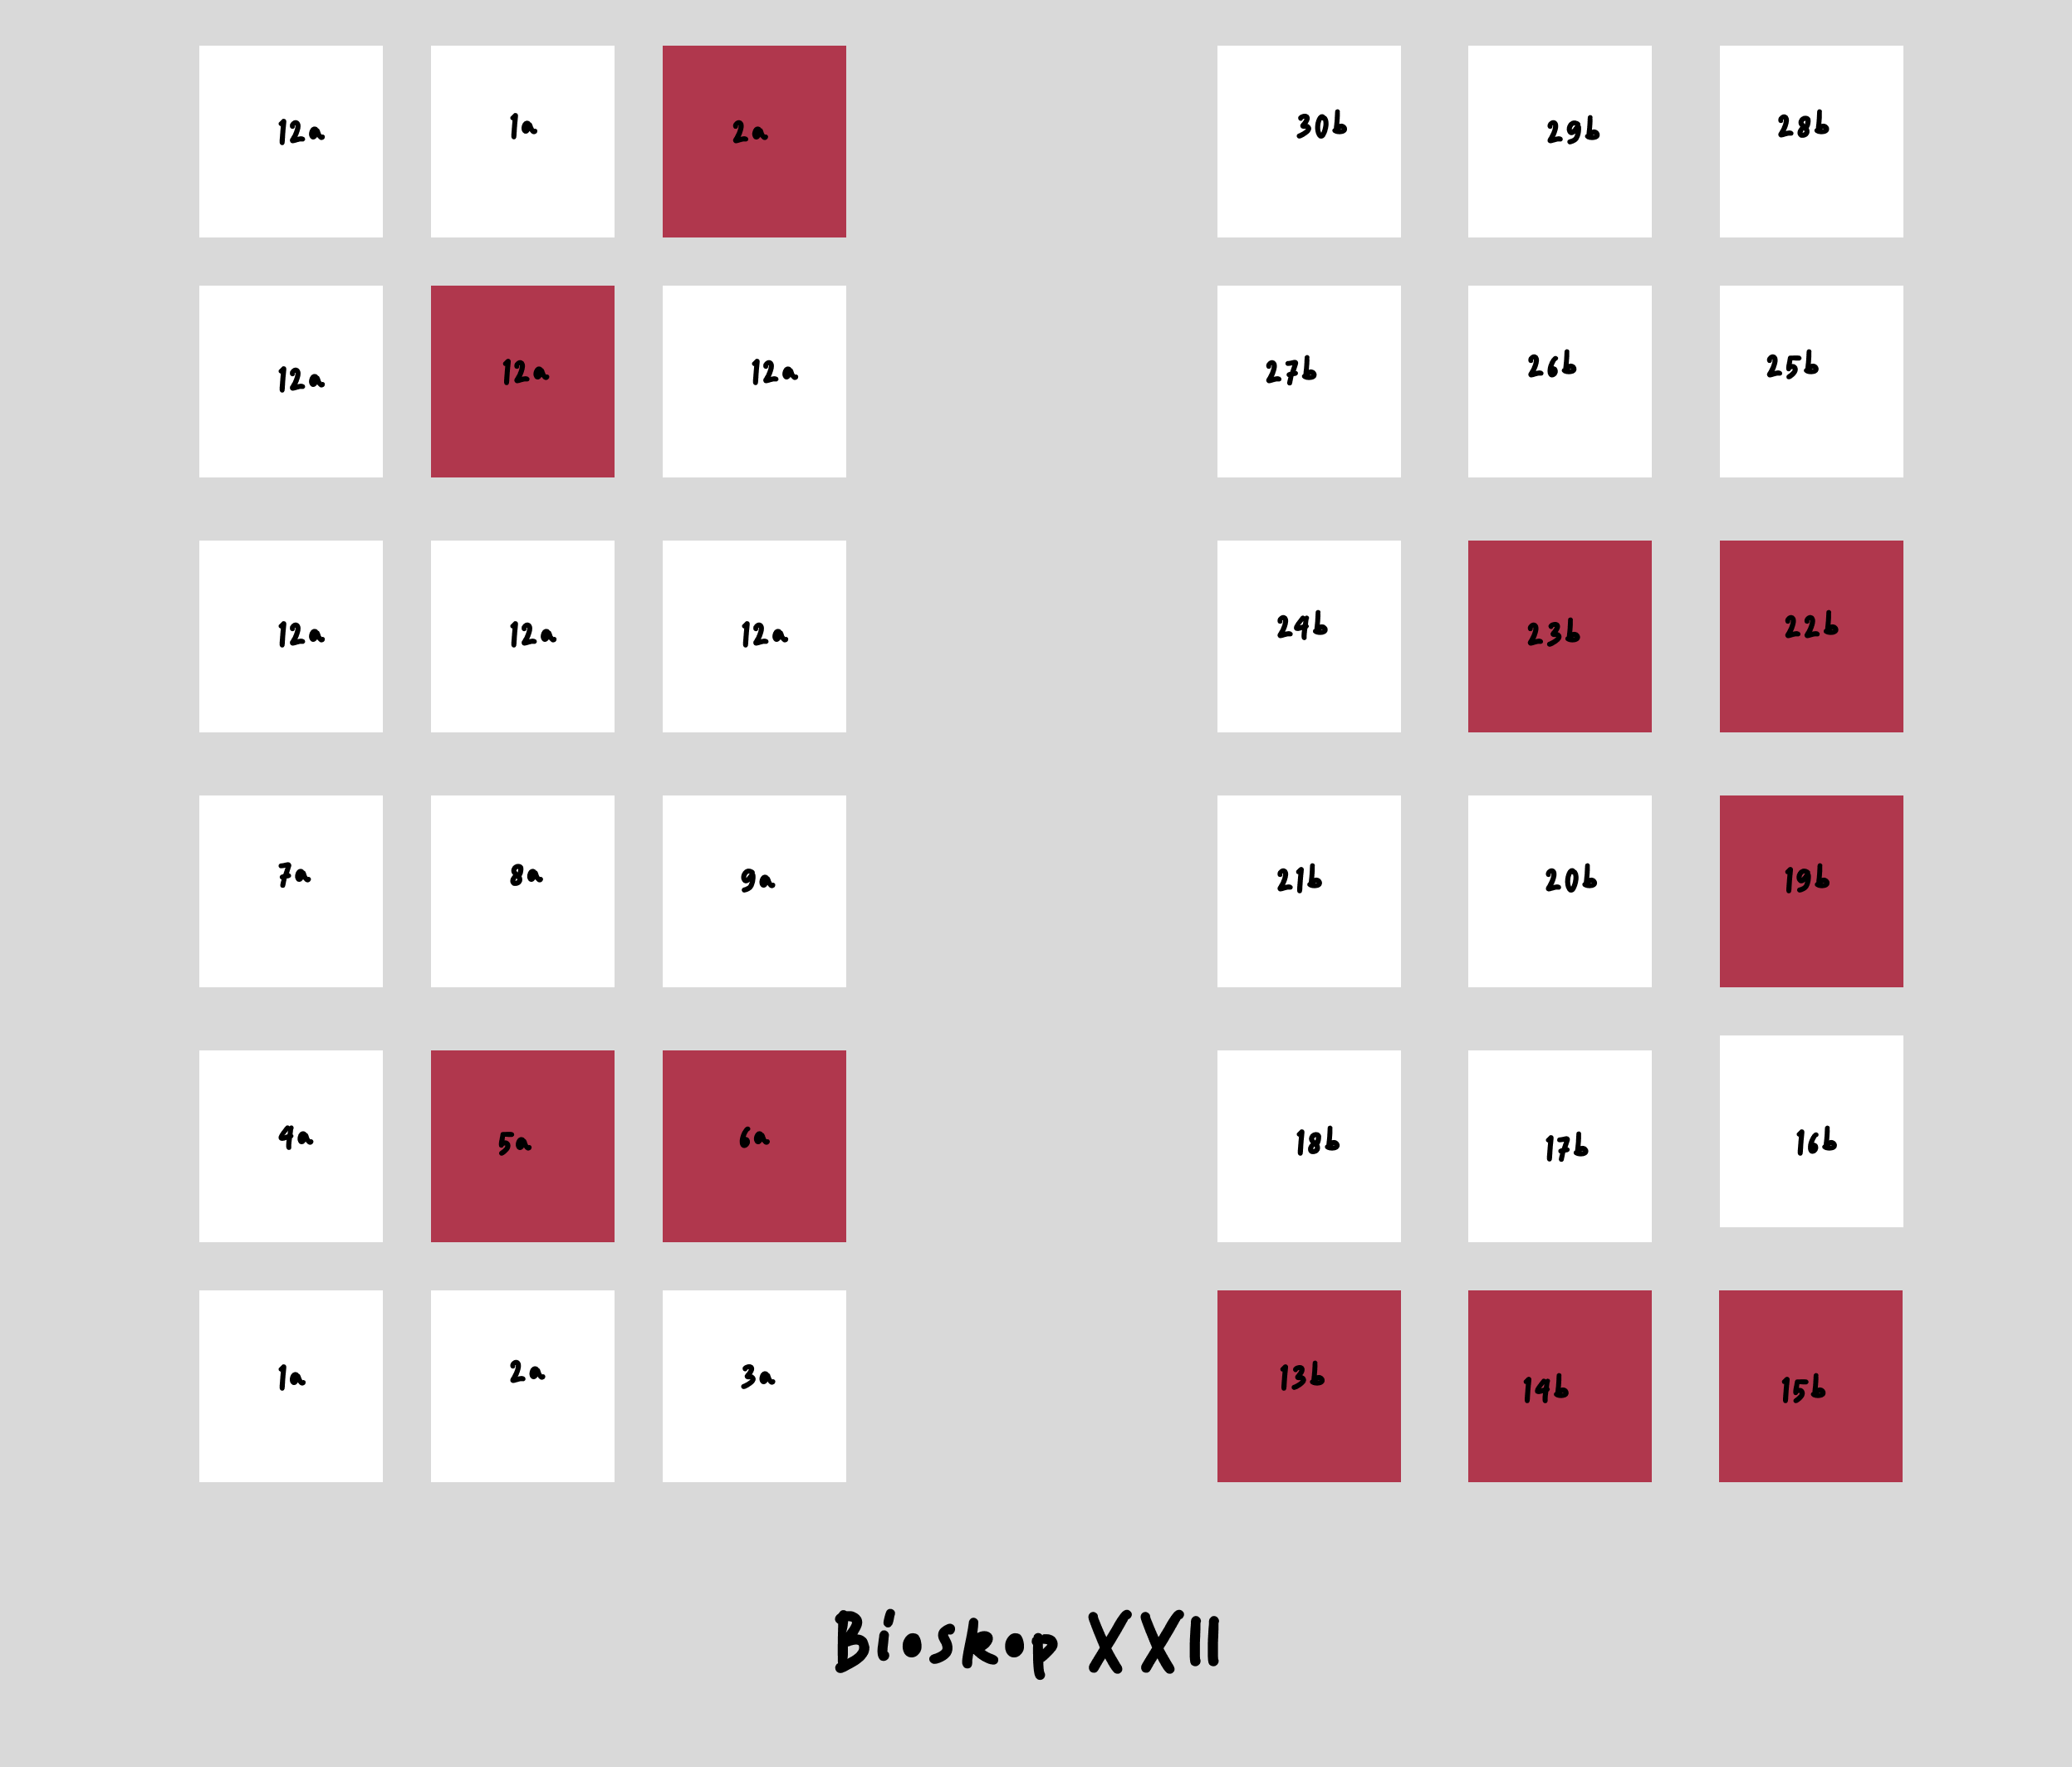 12a 1a 2a 30b 29b 28b
12a 12a 12a 27b 26b 25b
12a 12a 12a 24b 23b 22b
7a 8a 9a 21b 20b 19b
4a 5a 6a 18b 17b 16b
1a 2a 3a 13b 14b 15b
Bioskop XXII